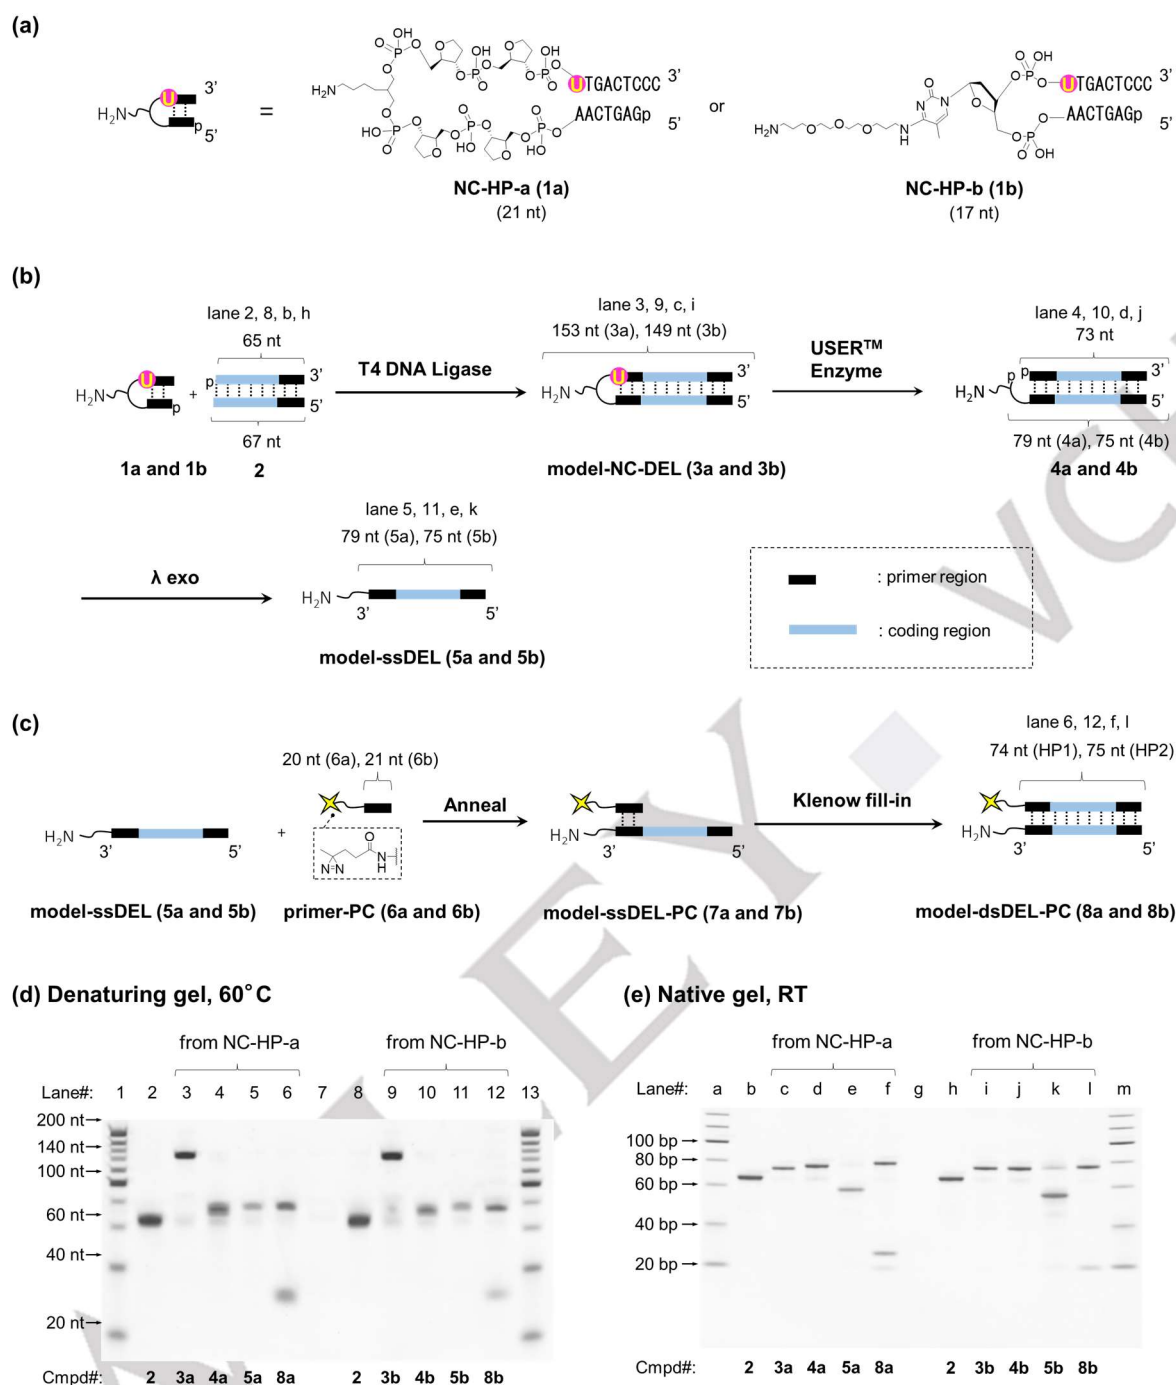 (a)
H₂N
U
3'
p
5'
=
NC-HP-a (1a)
(21 nt)
UTGACTCCC 3'
AACTGAGp 5'
or
NC-HP-b (1b)
(17 nt)
UTGACTCCC 3'
AACTGAGp 5'
(b)
lane 2, 8, b, h
65 nt
67 nt
1a and 1b
2
T4 DNA Ligase
lane 3, 9, c, i
153 nt (3a), 149 nt (3b)
model-NC-DEL (3a and 3b)
USER™
Enzyme
lane 4, 10, d, j
73 nt
79 nt (4a), 75 nt (4b)
4a and 4b
λ exo
lane 5, 11, e, k
79 nt (5a), 75 nt (5b)
H₂N
3' 5'
model-ssDEL (5a and 5b)
: primer region
: coding region
(c)
20 nt (6a), 21 nt (6b)
Anneal
Klenow fill-in
lane 6, 12, f, l
74 nt (HP1), 75 nt (HP2)
H₂N
3' 5'
+
model-ssDEL (5a and 5b)
primer-PC (6a and 6b)
model-ssDEL-PC (7a and 7b)
model-dsDEL-PC (8a and 8b)
(d) Denaturing gel, 60°C
from NC-HP-a from NC-HP-b
Lane#: 1 2 3 4 5 6 7 8 9 10 11 12 13
200 nt
140 nt
100 nt
60 nt
40 nt
20 nt
Cmpd#: 2 3a 4a 5a 8a 2 3b 4b 5b 8b
(e) Native gel, RT
from NC-HP-a from NC-HP-b
Lane#: a b c d e f g h i j k l m
100 bp
80 bp
60 bp
40 bp
20 bp
Cmpd#: 2 3a 4a 5a 8a 2 3b 4b 5b 8b